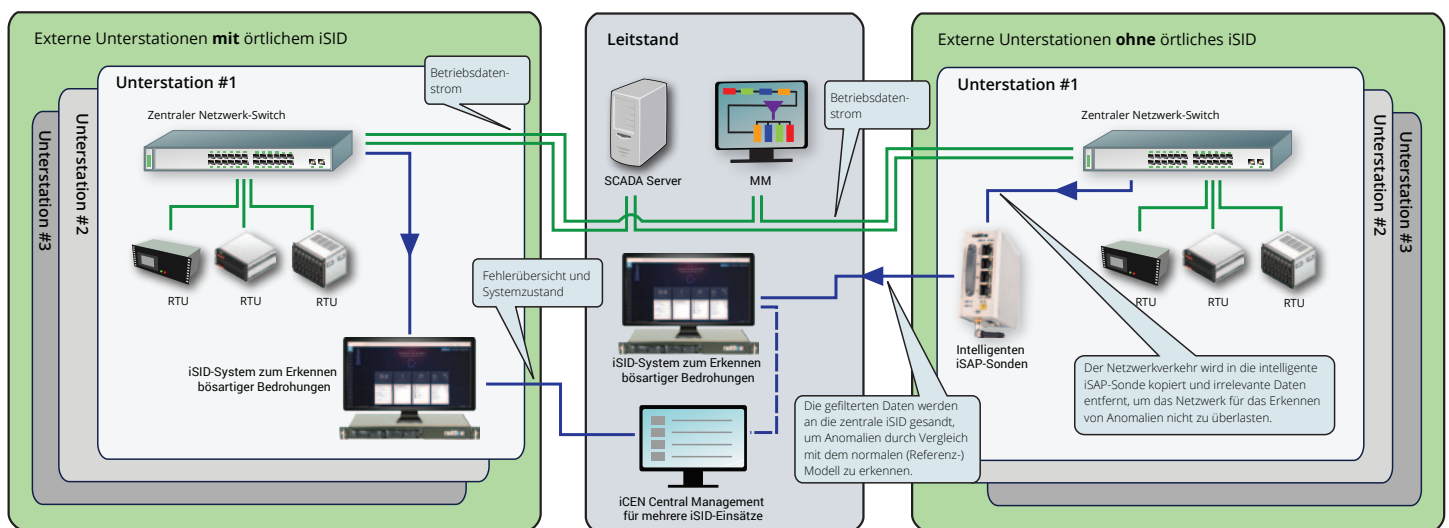 Externe Unterstationen mit örtlichem iSID
Unterstation #1
Unterstation #2
Unterstation #3
Zentraler Netzwerk-Switch
RTU
RTU
RTU
iSID-System zum Erkennen
bösartiger Bedrohungen
Betriebsdaten-
strom
Fehlerübersicht und
Systemzustand
Leitstand
SCADA Server
MM
Betriebsdaten-
strom
iSID-System zum Erkennen
bösartiger Bedrohungen
iCEN Central Management
für mehrere iSID-Einsätze
Die gefilterten Daten werden
an die zentrale iSID gesandt,
um Anomalien durch Vergleich
mit dem normalen (Referenz-)
Modell zu erkennen.
Externe Unterstationen ohne örtliches iSID
Unterstation #1
Unterstation #2
Unterstation #3
Zentraler Netzwerk-Switch
RTU
RTU
RTU
Intelligenten
iSAP-Sonden
Der Netzwerkverkehr wird in die intelligente
iSAP-Sonde kopiert und irrelevante Daten
entfernt, um das Netzwerk für das Erkennen
von Anomalien nicht zu überlasten.